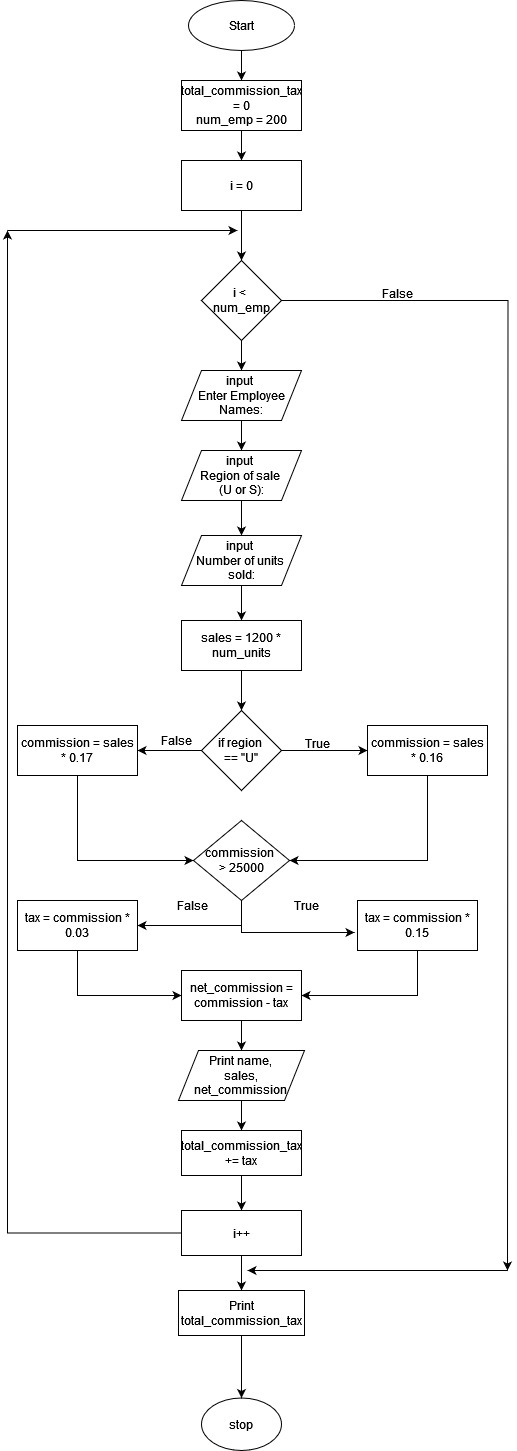 Start
total_commission_tax
= 0
num_emp = 200
i = 0
i <
num_emp
False
input
Enter Employee
Names:
input
Region of sale
(U or S):
input
Number of units
sold:
sales = 1200 *
num_units
commission = sales
* 0.17
False
if region
== "U"
True
commission = sales
* 0.16
commission
> 25000
False
True
tax = commission *
0.03
tax = commission *
0.15
net_commission =
commission - tax
Print name,
sales,
net_commission
total_commission_tax
+= tax
i++
Print
total_commission_tax
stop